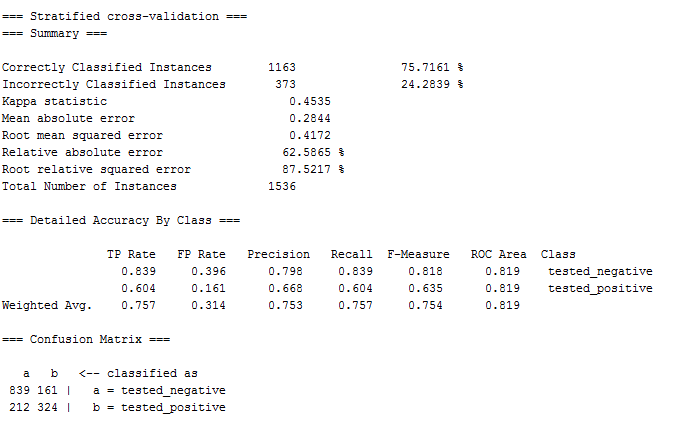 === Stratified cross-validation ===
=== Summary ===
Correctly Classified Instances 1163 75.7161 %
Incorrectly Classified Instances 373 24.2839 %
Kappa statistic 0.4535
Mean absolute error 0.2844
Root mean squared error 0.4172
Relative absolute error 62.5865 %
Root relative squared error 87.5217 %
Total Number of Instances 1536
=== Detailed Accuracy By Class ===
TP Rate FP Rate Precision Recall F-Measure ROC Area Class
0.839 0.396 0.798 0.839 0.818 0.819 tested_negative
0.604 0.161 0.668 0.604 0.635 0.819 tested_positive
Weighted Avg. 0.757 0.314 0.753 0.757 0.754 0.819
=== Confusion Matrix ===
a b <-- classified as
839 161 | a = tested_negative
212 324 | b = tested_positive